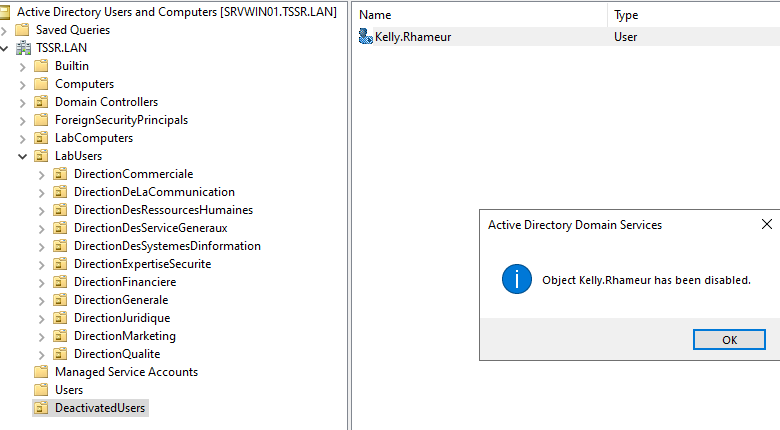 Active Directory Users and Computers [SRVWIN01.TSSR.LAN]
Saved Queries
TSSR.LAN
Builtin
Computers
Domain Controllers
ForeignSecurityPrincipals
LabComputers
LabUsers
DirectionCommerciale
DirectionDeLaCommunication
DirectionDesRessourcesHumaines
DirectionDesServiceGeneraux
DirectionDesSystemesDinformation
DirectionExpertiseSecurite
DirectionFinanciere
DirectionGenerale
DirectionJuridique
DirectionMarketing
DirectionQualite
Managed Service Accounts
Users
DeactivatedUsers
Name Type
Kelly.Rhameur User
Active Directory Domain Services
Object Kelly.Rhameur has been disabled.
OK